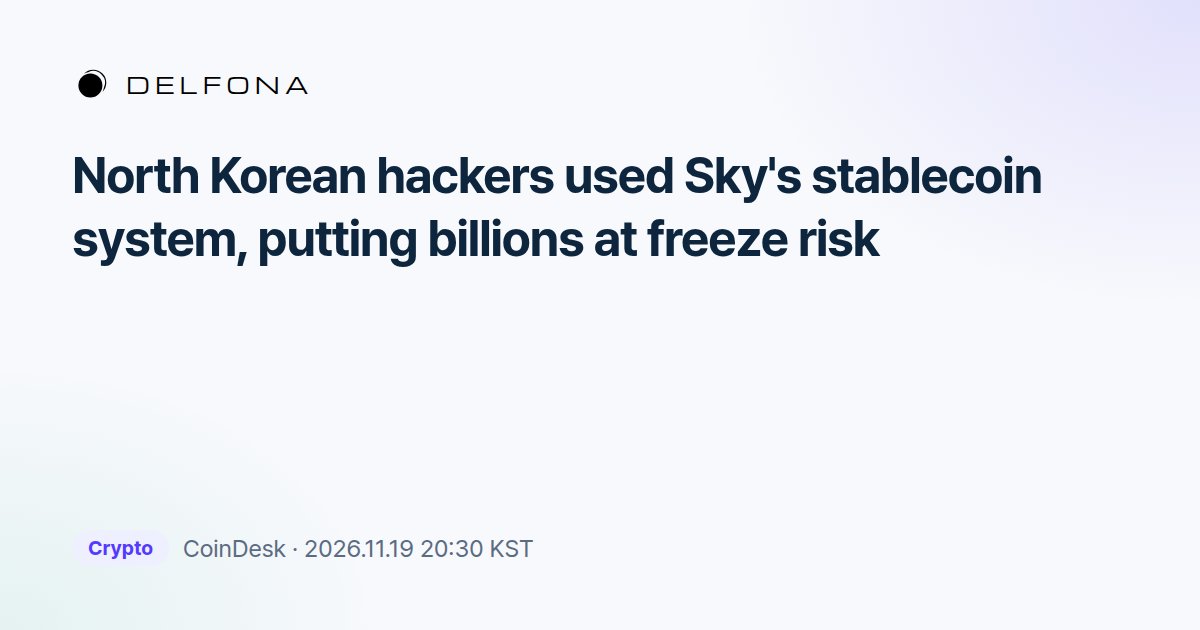 DELFONA
North Korean hackers used Sky's stablecoin
system, putting billions at freeze risk
Crypto CoinDesk · 2026.11.19 20:30 KST